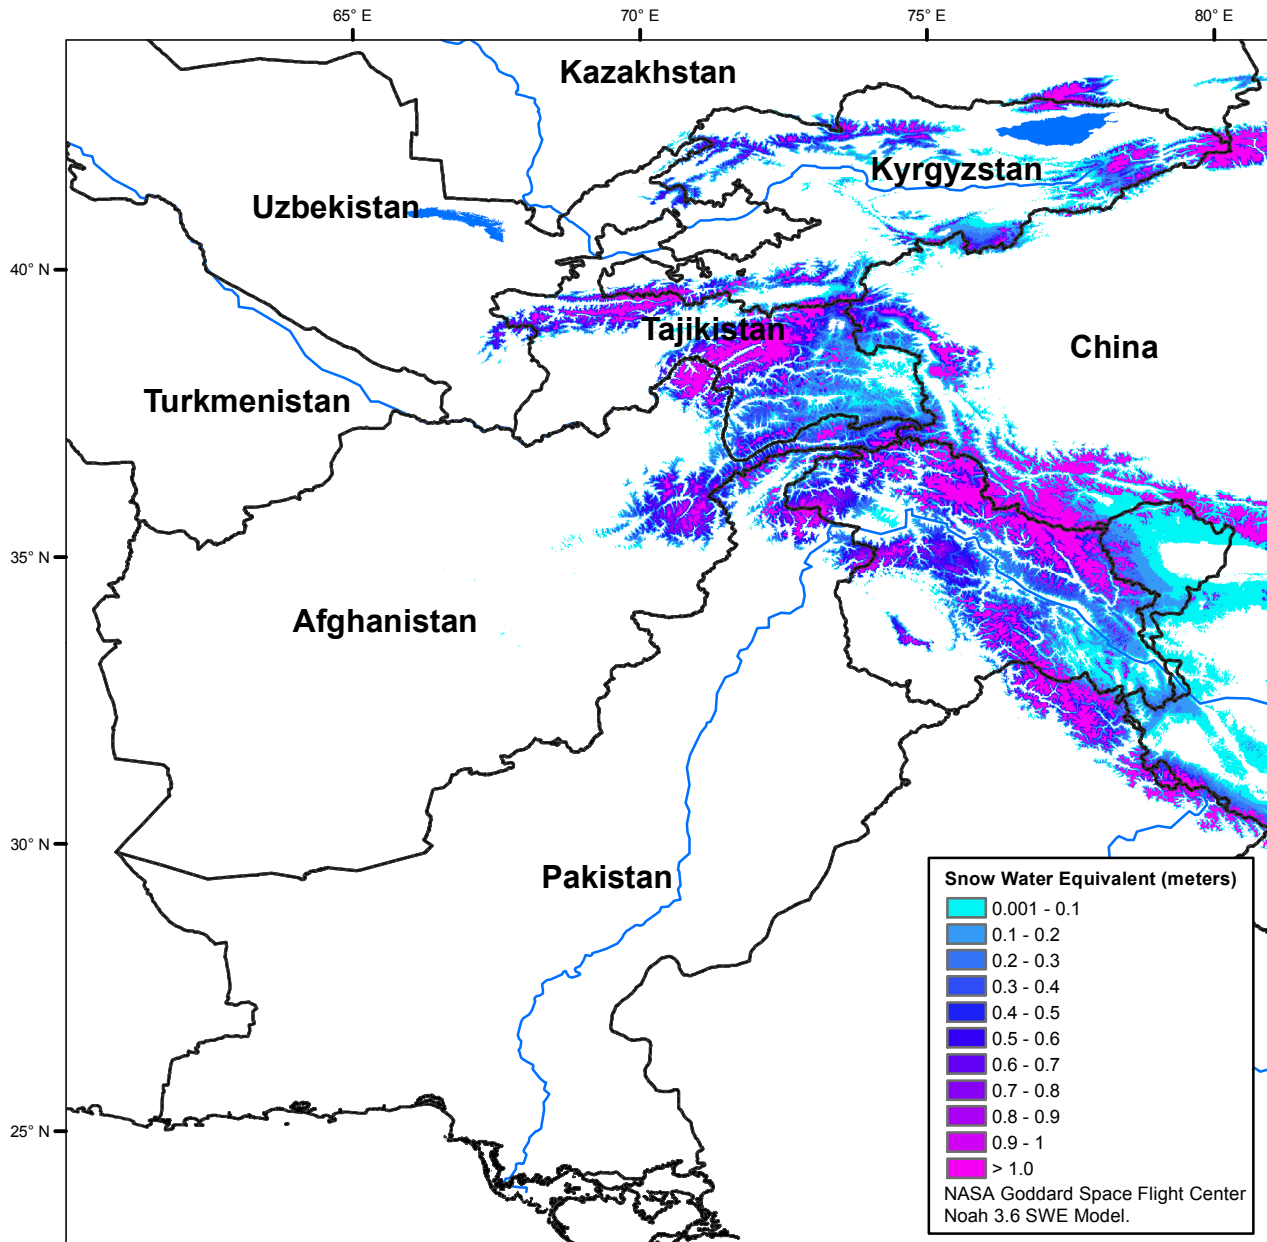 65° E
70° E
75° E
80° E
Kazakhstan
Kyrgyzstan
Uzbekistan
40° N
Tajikistan
China
Turkmenistan
35° N
Afghanistan
30° N
Pakistan
25° N
Snow Water Equivalent (meters)
0.001 - 0.1
0.1 - 0.2
0.2 - 0.3
0.3 - 0.4
0.4 - 0.5
0.5 - 0.6
0.6 - 0.7
0.7 - 0.8
0.8 - 0.9
0.9 - 1
> 1.0
NASA Goddard Space Flight Center
Noah 3.6 SWE Model.